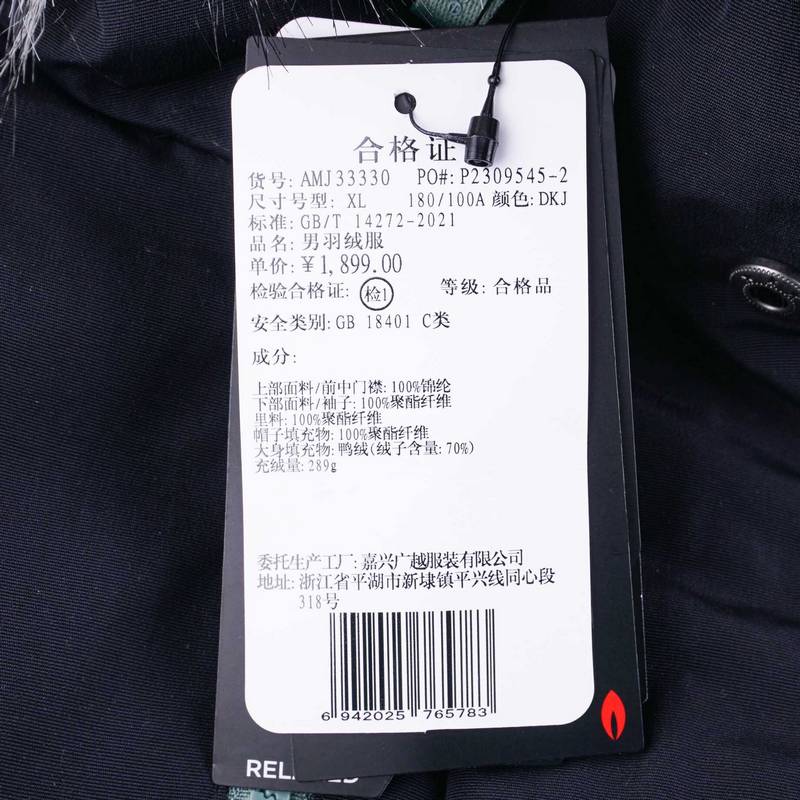 合格证
货号: AMJ33330 PO#: P2309545-2
尺寸号型: XL 180/100A 颜色: DKJ
标准: GB/T 14272-2021
品名: 男羽绒服
单价: ¥1,899.00
检验合格证: 检1 等级: 合格品
安全类别: GB 18401 C类
成分:
上部面料/前中门襟: 100%锦纶
下部面料/袖子: 100%聚酯纤维
里料: 100%聚酯纤维
帽子填充物: 100%聚酯纤维
大身填充物: 鸭绒(绒子含量: 70%)
充绒量: 289g
委托生产工厂: 嘉兴广越服装有限公司
地址: 浙江省平湖市新埭镇平兴线同心段
318号
6 942025 765783